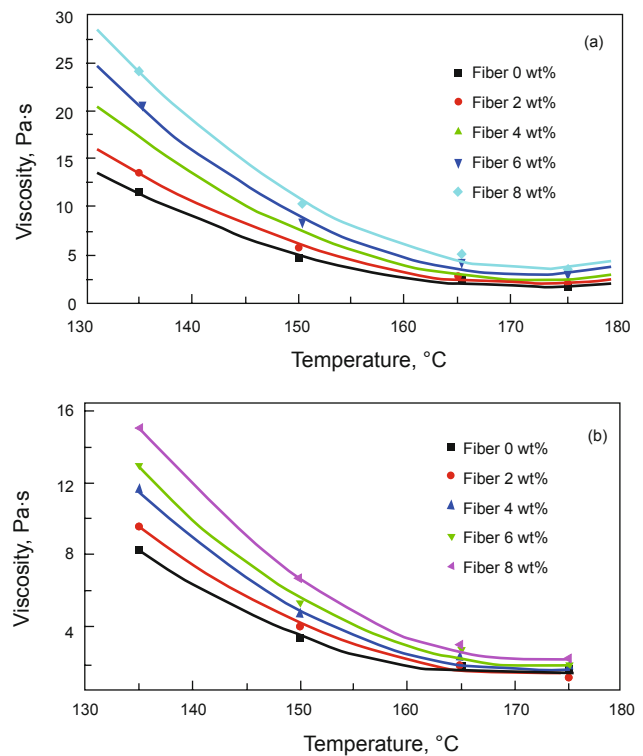 30
25
20
15
10
5
0
Viscosity, Pa·s
(a)
Fiber 0 wt%
Fiber 2 wt%
Fiber 4 wt%
Fiber 6 wt%
Fiber 8 wt%
130 140 150 160 170 180
Temperature, °C
16
12
8
4
Viscosity, Pa·s
(b)
Fiber 0 wt%
Fiber 2 wt%
Fiber 4 wt%
Fiber 6 wt%
Fiber 8 wt%
130 140 150 160 170 180
Temperature, °C